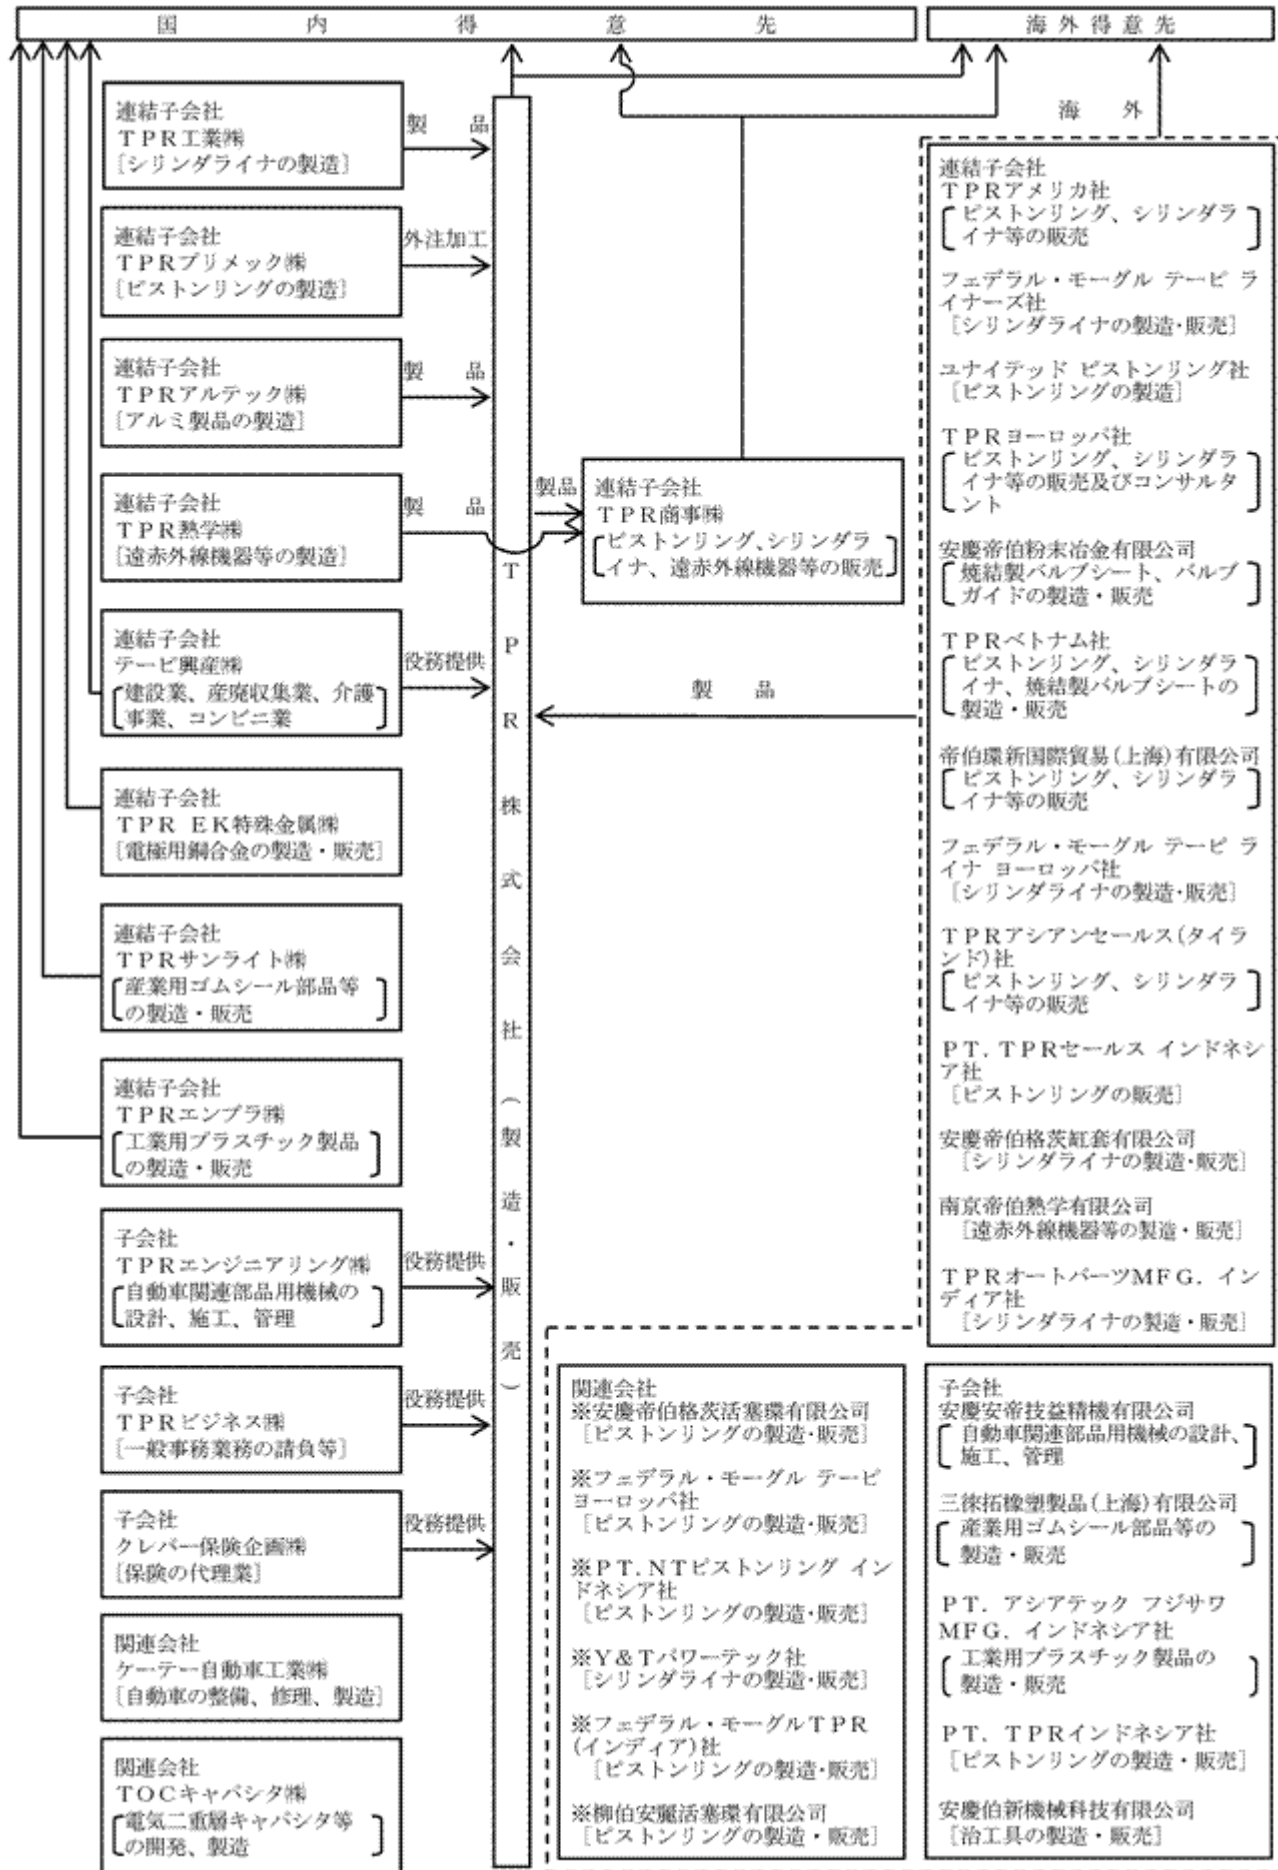 国内得意先
海外得意先
海外
連結子会社
TPR工業㈱
[シリンダライナの製造]
製品
連結子会社
TPRプリメック㈱
[ピストンリングの製造]
外注加工
連結子会社
TPRアルテック㈱
[アルミ製品の製造]
製品
連結子会社
TPR熱学㈱
[遠赤外線機器等の製造]
製品
連結子会社
テーピ興産㈱
建設業、産廃収集業、介護
事業、コンビニ業
役務提供
連結子会社
TPR EK特殊金属㈱
[電極用銅合金の製造・販売]
連結子会社
TPRサンライト㈱
産業用ゴムシール部品等
の製造・販売
連結子会社
TPRエンプラ㈱
工業用プラスチック製品
の製造・販売
子会社
TPRエンジニアリング㈱
自動車関連部品用機械の
設計、施工、管理
役務提供
子会社
TPRビジネス㈱
[一般事務業務の請負等]
役務提供
子会社
クレバー保険企画㈱
[保険の代理業]
役務提供
関連会社
ケーテー自動車工業㈱
[自動車の整備、修理、製造]
関連会社
TOCキャパシタ㈱
電気二重層キャパシタ等
の開発、製造
TPR株式会社(製造・販売)
製品
連結子会社
TPR商事㈱
ピストンリング、シリンダラ
イナ、遠赤外線機器等の販売
製品
連結子会社
TPRアメリカ社
ピストンリング、シリンダラ
イナ等の販売
フェデラル・モーグル テーピ ラ
イナーズ社
[シリンダライナの製造・販売]
ユナイテッド ピストンリング社
[ピストンリングの製造]
TPRヨーロッパ社
ピストンリング、シリンダラ
イナ等の販売及びコンサルタ
ント
安慶帝伯粉末冶金有限公司
焼結製バルブシート、バルブ
ガイドの製造・販売
TPRベトナム社
ピストンリング、シリンダラ
イナ、焼結製バルブシートの
製造・販売
帝伯環新国際貿易(上海)有限公司
ピストンリング、シリンダラ
イナ等の販売
フェデラル・モーグル テーピ ラ
イナ ヨーロッパ社
[シリンダライナの製造・販売]
TPRアシアンセールス(タイラ
ンド)社
ピストンリング、シリンダラ
イナ等の販売
PT.TPRセールス インドネシ
ア社
[ピストンリングの販売]
安慶帝伯格茨缸套有限公司
[シリンダライナの製造・販売]
南京帝伯熱学有限公司
[遠赤外線機器等の製造・販売]
TPRオートパーツMFG.イン
ディア社
[シリンダライナの製造・販売]
関連会社
※安慶帝伯格茨活塞環有限公司
[ピストンリングの製造・販売]
※フェデラル・モーグル テーピ
ヨーロッパ社
[ピストンリングの製造・販売]
※PT.NTピストンリング イン
ドネシア社
[ピストンリングの製造・販売]
※Y&Tパワーテック社
[シリンダライナの製造・販売]
※フェデラル・モーグルTPR
(インディア)社
[ピストンリングの製造・販売]
※柳伯安麗活塞環有限公司
[ピストンリングの製造・販売]
子会社
安慶安帝技益精機有限公司
自動車関連部品用機械の設計、
施工、管理
三徠拓橡塑製品(上海)有限公司
産業用ゴムシール部品等の
製造・販売
PT.アシアテック フジサワ
MFG.インドネシア社
工業用プラスチック製品の
製造・販売
PT.TPRインドネシア社
[ピストンリングの製造・販売]
安慶伯新機械科技有限公司
[治工具の製造・販売]